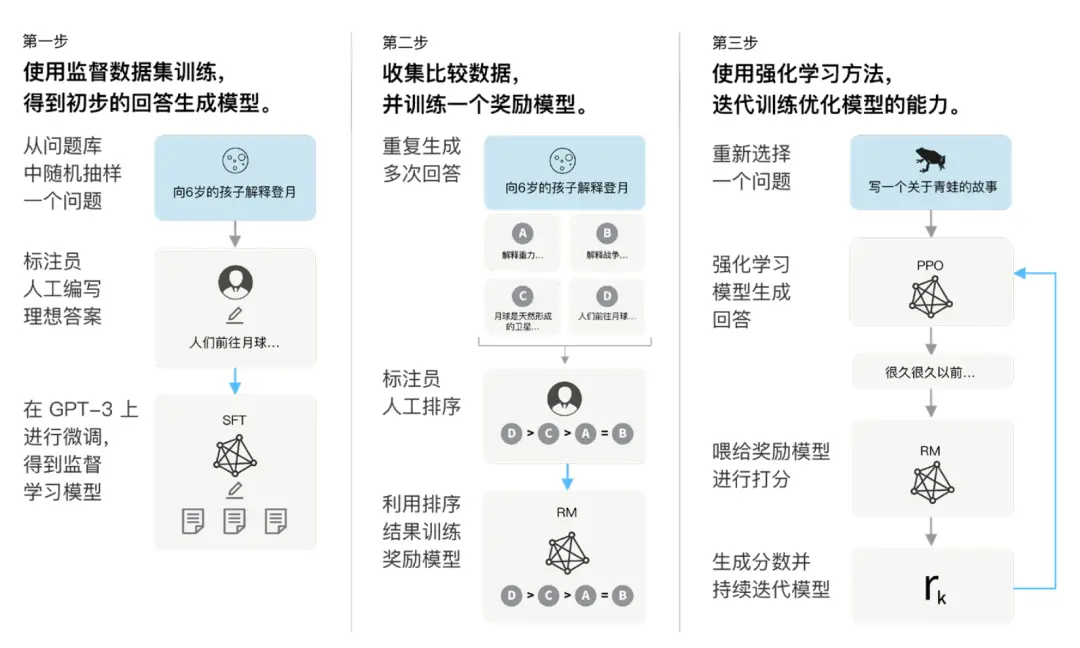 第一步
使用监督数据集训练，
得到初步的回答生成模型。
从问题库
中随机抽样
一个问题
向6岁的孩子解释登月
标注员
人工编写
理想答案
人们前往月球...
在 GPT-3 上
进行微调，
得到监督
学习模型
SFT
第二步
收集比较数据，
并训练一个奖励模型。
重复生成
多次回答
向6岁的孩子解释登月
A
解释重力...
B
解释战争...
C
月球是天然形成
的卫星...
D
人们前往月球...
标注员
人工排序
D > C > A = B
利用排序
结果训练
奖励模型
RM
D > C > A = B
第三步
使用强化学习方法，
迭代训练优化模型的能力。
重新选择
一个问题
写一个关于青蛙的故事
强化学习
模型生成
回答
PPO
很久很久以前...
喂给奖励模型
进行打分
RM
生成分数并
持续迭代模型
rk